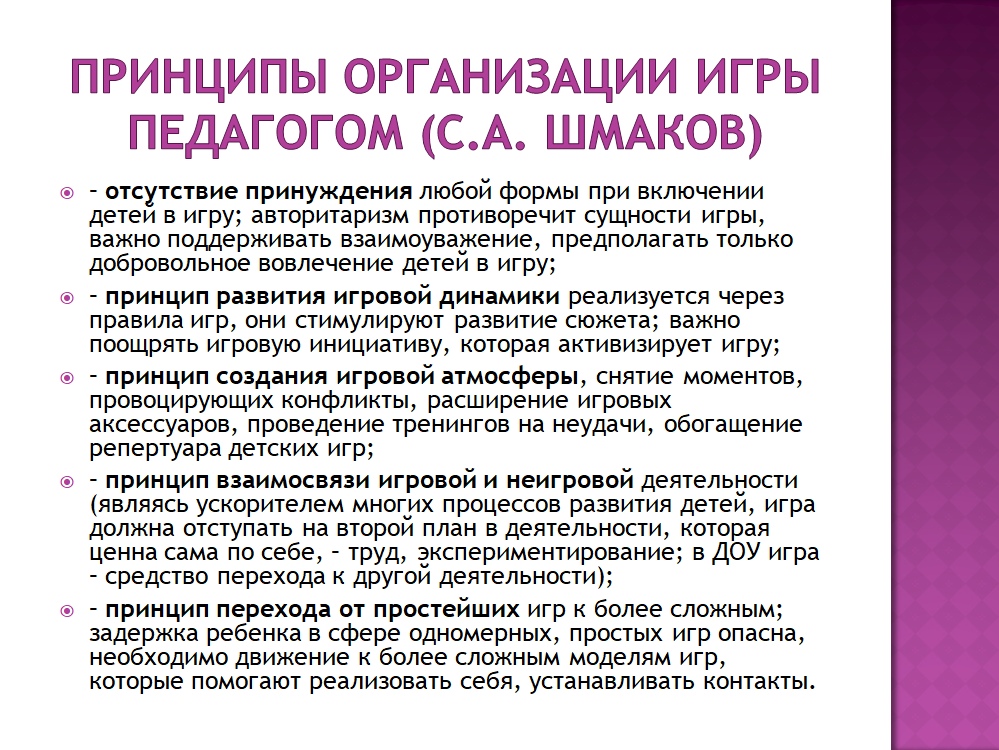 ПРИНЦИПЫ ОРГАНИЗАЦИИ ИГРЫ
ПЕДАГОГОМ (С.А. ШМАКОВ)
- отсутствие принуждения любой формы при включении
детей в игру; авторитаризм противоречит сущности игры,
важно поддерживать взаимоуважение, предполагать только
добровольное вовлечение детей в игру;
- принцип развития игровой динамики реализуется через
правила игр, они стимулируют развитие сюжета; важно
поощрять игровую инициативу, которая активизирует игру;
- принцип создания игровой атмосферы, снятие моментов,
провоцирующих конфликты, расширение игровых
аксессуаров, проведение тренингов на неудачи, обогащение
репертуара детских игр;
- принцип взаимосвязи игровой и неигровой деятельности
(являясь ускорителем многих процессов развития детей, игра
должна отступать на второй план в деятельности, которая
ценна сама по себе, – труд, экспериментирование; в ДОУ игра
– средство перехода к другой деятельности);
- принцип перехода от простейших игр к более сложным;
задержка ребенка в сфере одномерных, простых игр опасна,
необходимо движение к более сложным моделям игр,
которые помогают реализовать себя, устанавливать контакты.